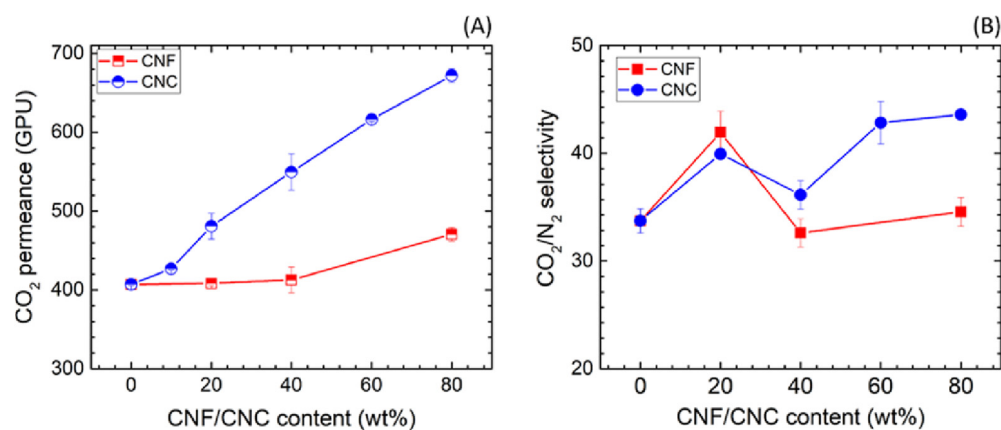 (A)
CO2 permeance (GPU)
700
600
500
400
300
CNF
CNC
0 20 40 60 80
CNF/CNC content (wt%)
(B)
CO2/N2 selectivity
50
40
30
20
CNF
CNC
0 20 40 60 80
CNF/CNC content (wt%)